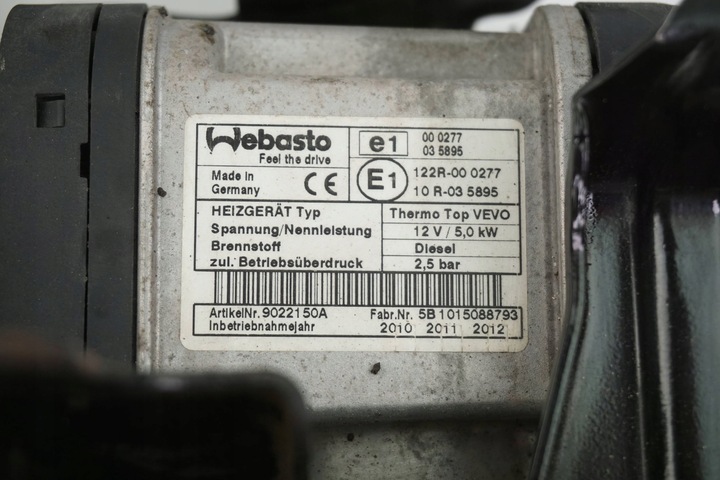 Webasto
Feel the drive
e1
00 0277
03 5895
Made in
Germany
CE
E1
122R-00 0277
10 R-03 5895
HEIZGERÄT Typ Thermo Top VEVO
Spannung/Nennleistung 12 V / 5,0 kW
Brennstoff Diesel
zul. Betriebsüberdruck 2,5 bar
ArtikelNr. 9022150A Fabr.Nr. 5B 1015088793
Inbetriebnahmejahr 2010 2011 2012